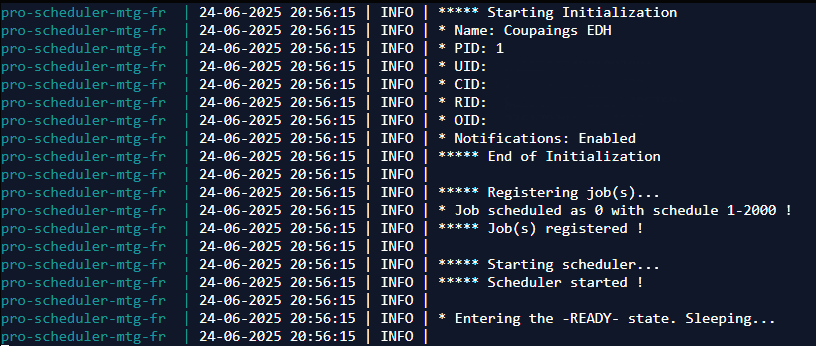 pro-scheduler-mtg-fr | 24-06-2025 20:56:15 | INFO | ***** Starting Initialization
pro-scheduler-mtg-fr | 24-06-2025 20:56:15 | INFO | * Name: Coupaings EDH
pro-scheduler-mtg-fr | 24-06-2025 20:56:15 | INFO | * PID: 1
pro-scheduler-mtg-fr | 24-06-2025 20:56:15 | INFO | * UID:
pro-scheduler-mtg-fr | 24-06-2025 20:56:15 | INFO | * CID:
pro-scheduler-mtg-fr | 24-06-2025 20:56:15 | INFO | * RID:
pro-scheduler-mtg-fr | 24-06-2025 20:56:15 | INFO | * OID:
pro-scheduler-mtg-fr | 24-06-2025 20:56:15 | INFO | * Notifications: Enabled
pro-scheduler-mtg-fr | 24-06-2025 20:56:15 | INFO | ***** End of Initialization
pro-scheduler-mtg-fr | 24-06-2025 20:56:15 | INFO |
pro-scheduler-mtg-fr | 24-06-2025 20:56:15 | INFO | ***** Registering job(s)...
pro-scheduler-mtg-fr | 24-06-2025 20:56:15 | INFO | * Job scheduled as 0 with schedule 1-2000 !
pro-scheduler-mtg-fr | 24-06-2025 20:56:15 | INFO | ***** Job(s) registered !
pro-scheduler-mtg-fr | 24-06-2025 20:56:15 | INFO |
pro-scheduler-mtg-fr | 24-06-2025 20:56:15 | INFO | ***** Starting scheduler...
pro-scheduler-mtg-fr | 24-06-2025 20:56:15 | INFO | ***** Scheduler started !
pro-scheduler-mtg-fr | 24-06-2025 20:56:15 | INFO |
pro-scheduler-mtg-fr | 24-06-2025 20:56:15 | INFO | * Entering the -READY- state. Sleeping...
pro-scheduler-mtg-fr | 24-06-2025 20:56:15 | INFO |